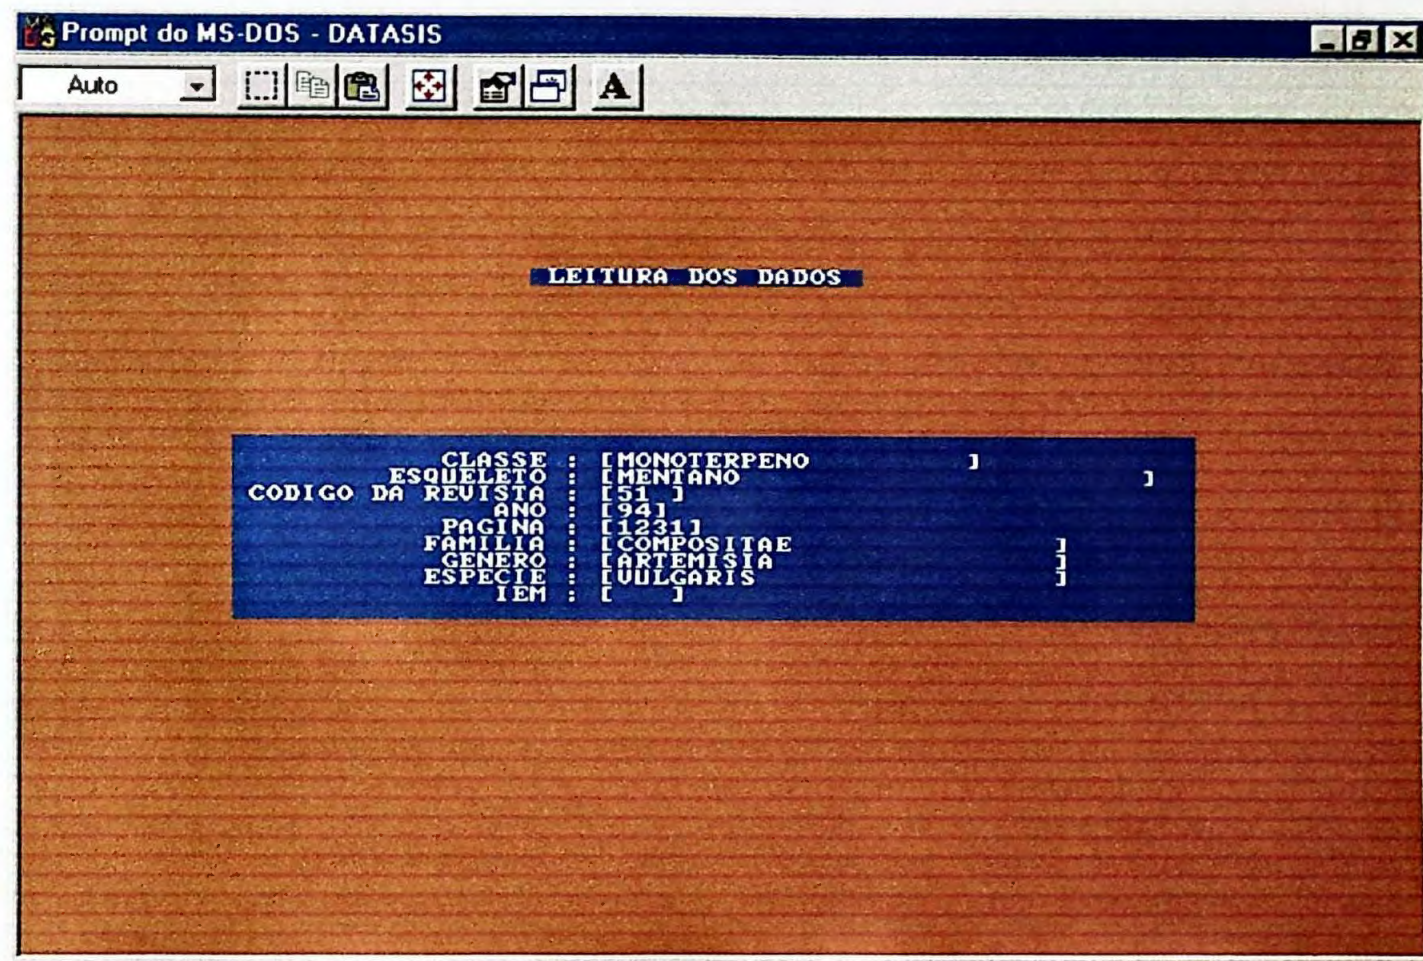 Prompt do MS-DOS - DATASIS
Auto
A
LEITURA DOS DADOS
CLASSE : [MONOTERPENO ]
ESQUELETO : [MENTANO ]
CODIGO DA REVISTA : [51 ]
ANO : [94]
PAGINA : [1231]
FAMILIA : [COMPOSITAE ]
GENERO : [ARTEMISIA ]
ESPECIE : [VULGARIS ]
IEM : [ ]